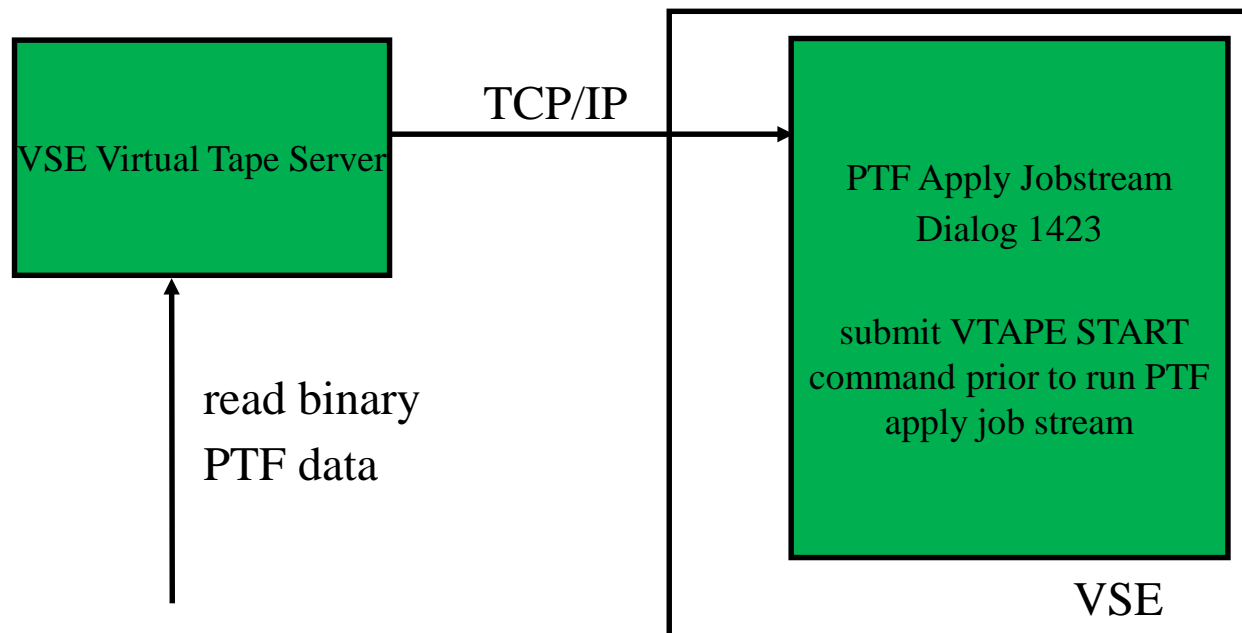 VSE Virtual Tape Server
TCP/IP
PTF Apply Jobstream
Dialog 1423
submit VTAPE START
command prior to run PTF
apply job stream
read binary
PTF data
VSE